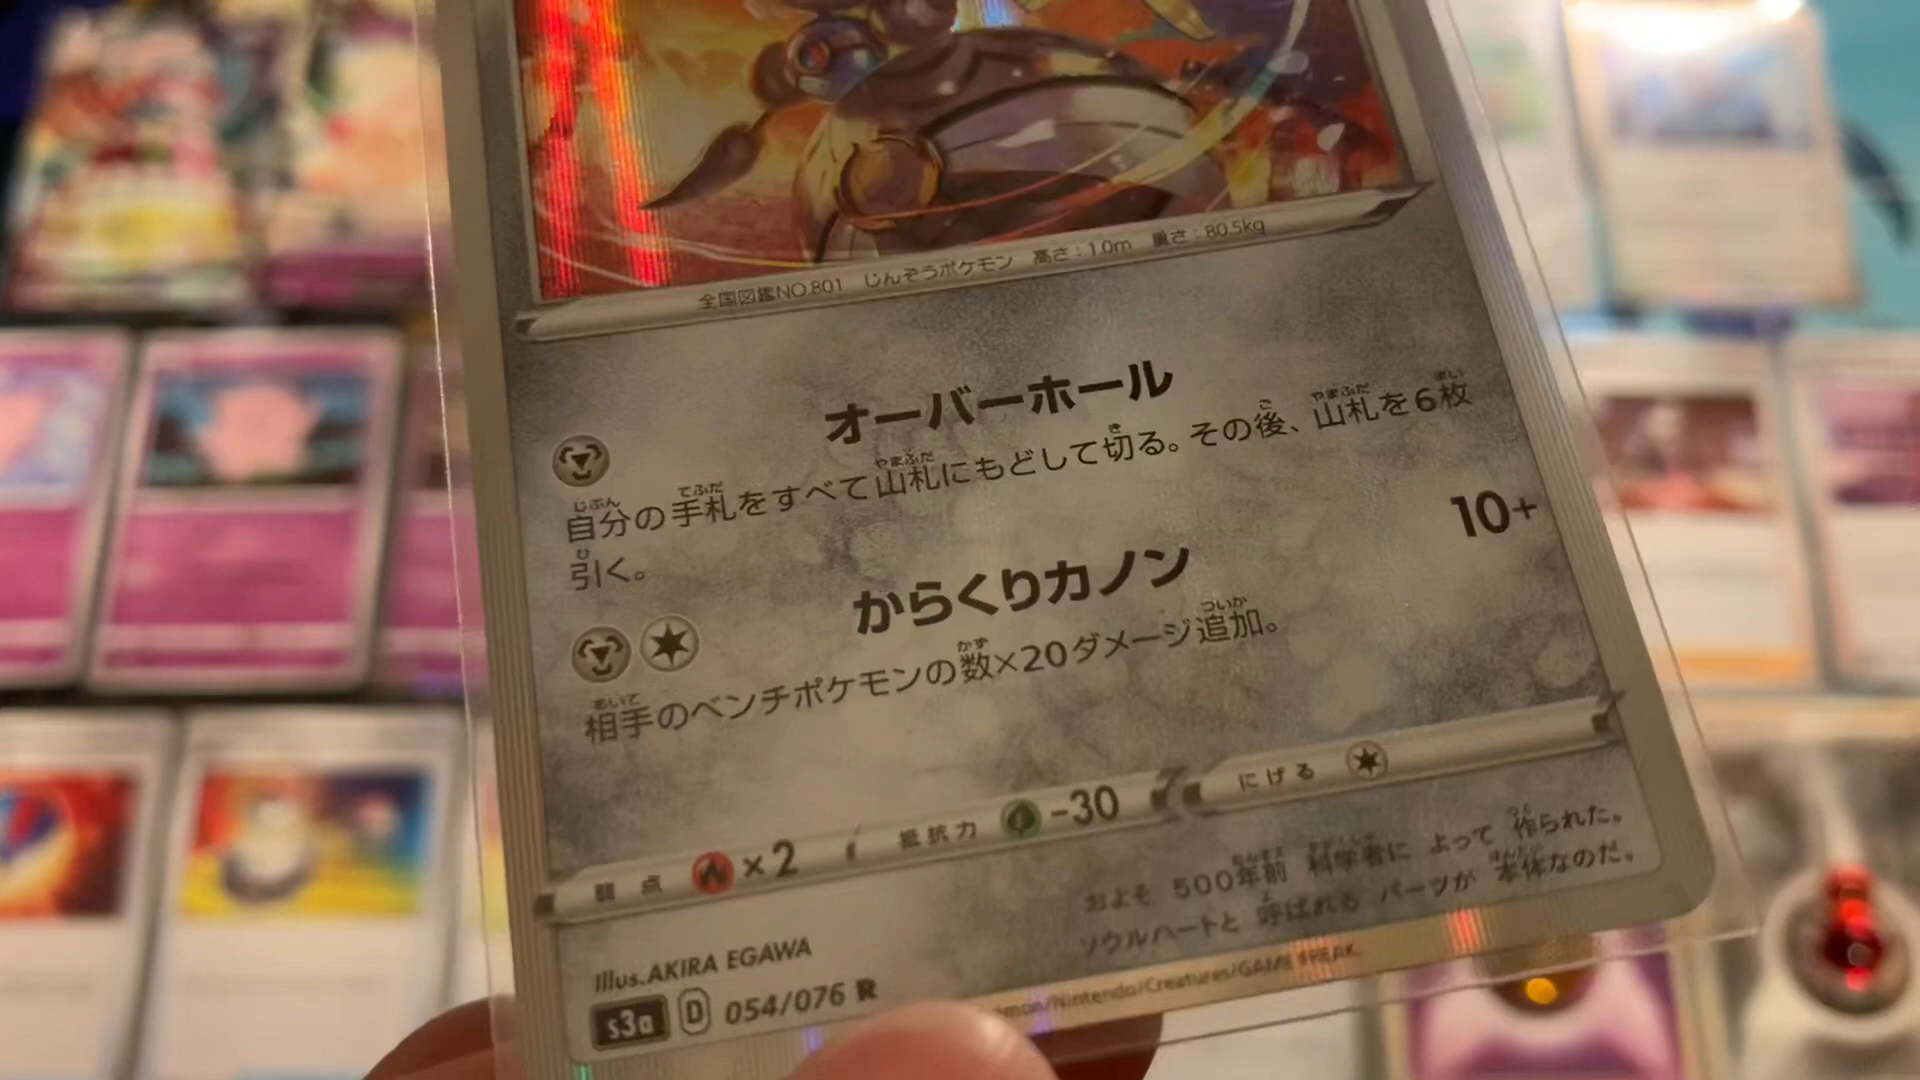 全国図鑑NO.801 じんぞうポケモン 高さ:1.0m 重さ:80.5kg
オーバーホール
自分の手札をすべて山札にもどして切る。その後、山札を6枚
引く。
からくりカノン 10+
相手のベンチポケモンの数×20ダメージ追加。
弱点 ×2 抵抗力 -30 にげる
およそ 500年前 科学者に よって 作られた。
ソウルハートと 呼ばれる パーツが 本体なのだ。
Illus.AKIRA EGAWA
s3a D 054/076 R
/Nintendo/Creatures/GAME FREAK.